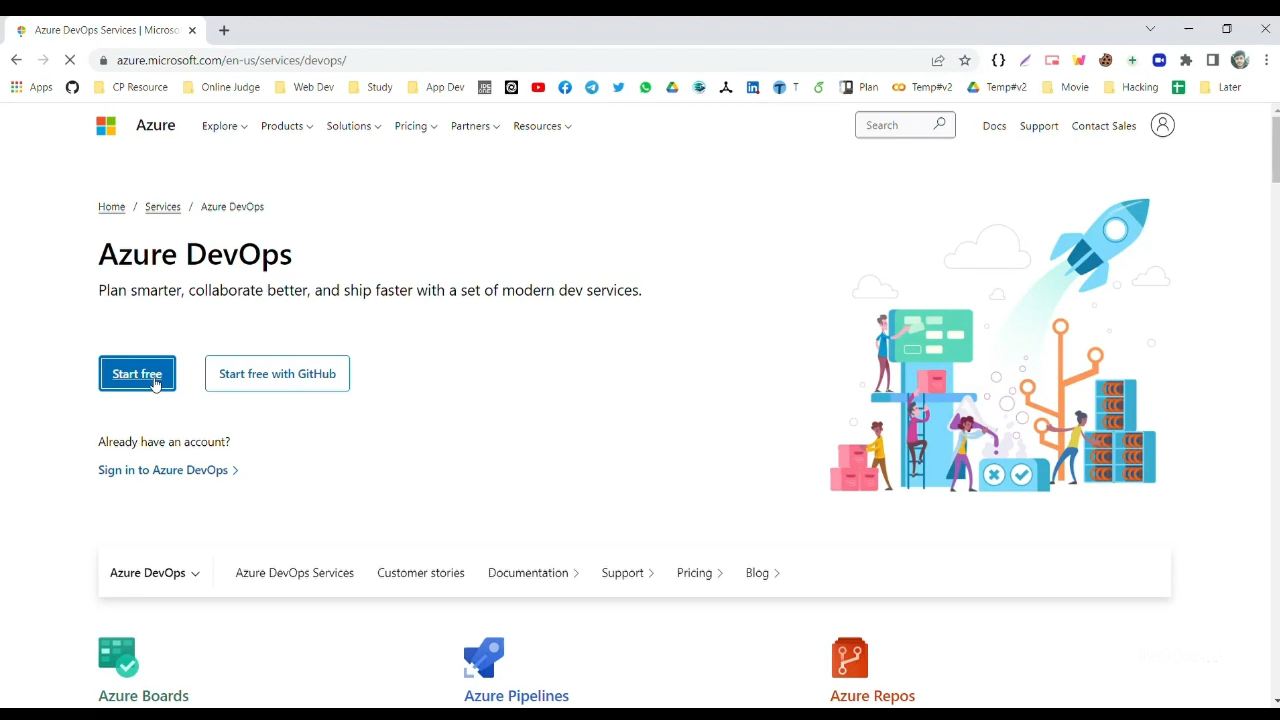 Azure DevOps Services | Microso
azure.microsoft.com/en-us/services/devops/
Apps CP Resource Online Judge Web Dev Study App Dev T Plan Temp#v2 Temp#v2 Movie Hacking Later
Azure Explore Products Solutions Pricing Partners Resources Search Docs Support Contact Sales
Home / Services / Azure DevOps
Azure DevOps
Plan smarter, collaborate better, and ship faster with a set of modern dev services.
Start free Start free with GitHub
Already have an account?
Sign in to Azure DevOps >
Azure DevOps Azure DevOps Services Customer stories Documentation > Support > Pricing > Blog >
Azure Boards Azure Pipelines Azure Repos